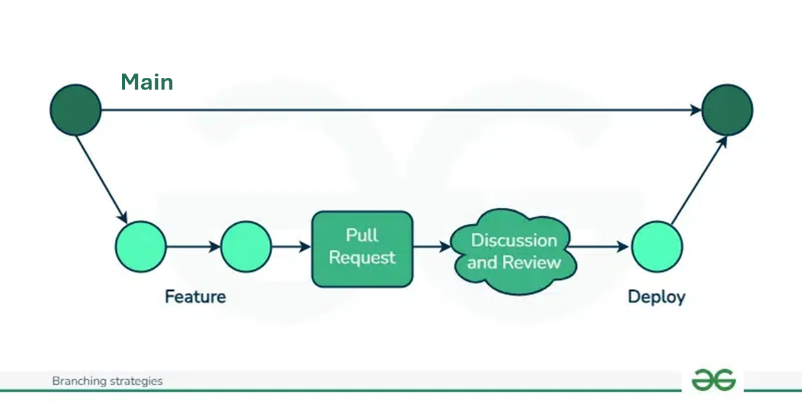 Main
Pull
Request
Discussion
and Review
Feature
Deploy
Branching strategies